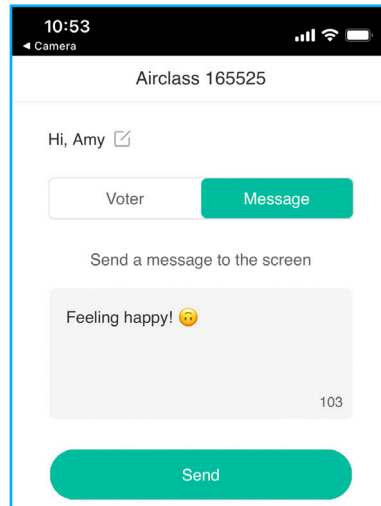 10:53
◀ Camera
Airclass 165525
Hi, Amy
Voter Message
Send a message to the screen
Feeling happy! 🙃
103
Send